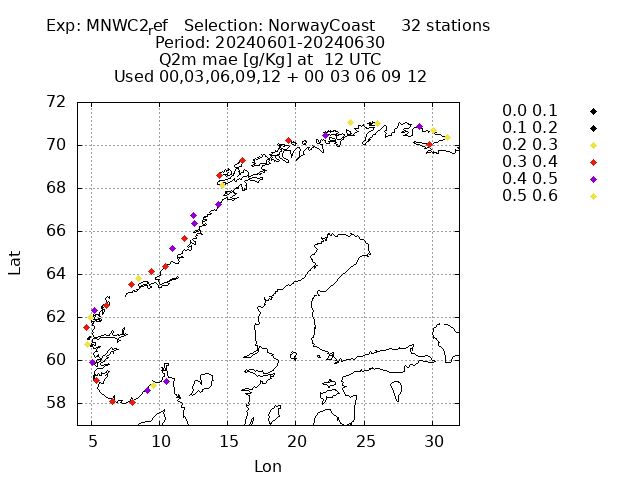 Exp: MNWC2ref Selection: NorwayCoast 32 stations
Period: 20240601-20240630
Q2m mae [g/Kg] at 12 UTC
Used 00,03,06,09,12 + 00 03 06 09 12
72
70
68
66
64
62
60
58
5 10 15 20 25 30
Lat
Lon
0.0 0.1
0.1 0.2
0.2 0.3
0.3 0.4
0.4 0.5
0.5 0.6